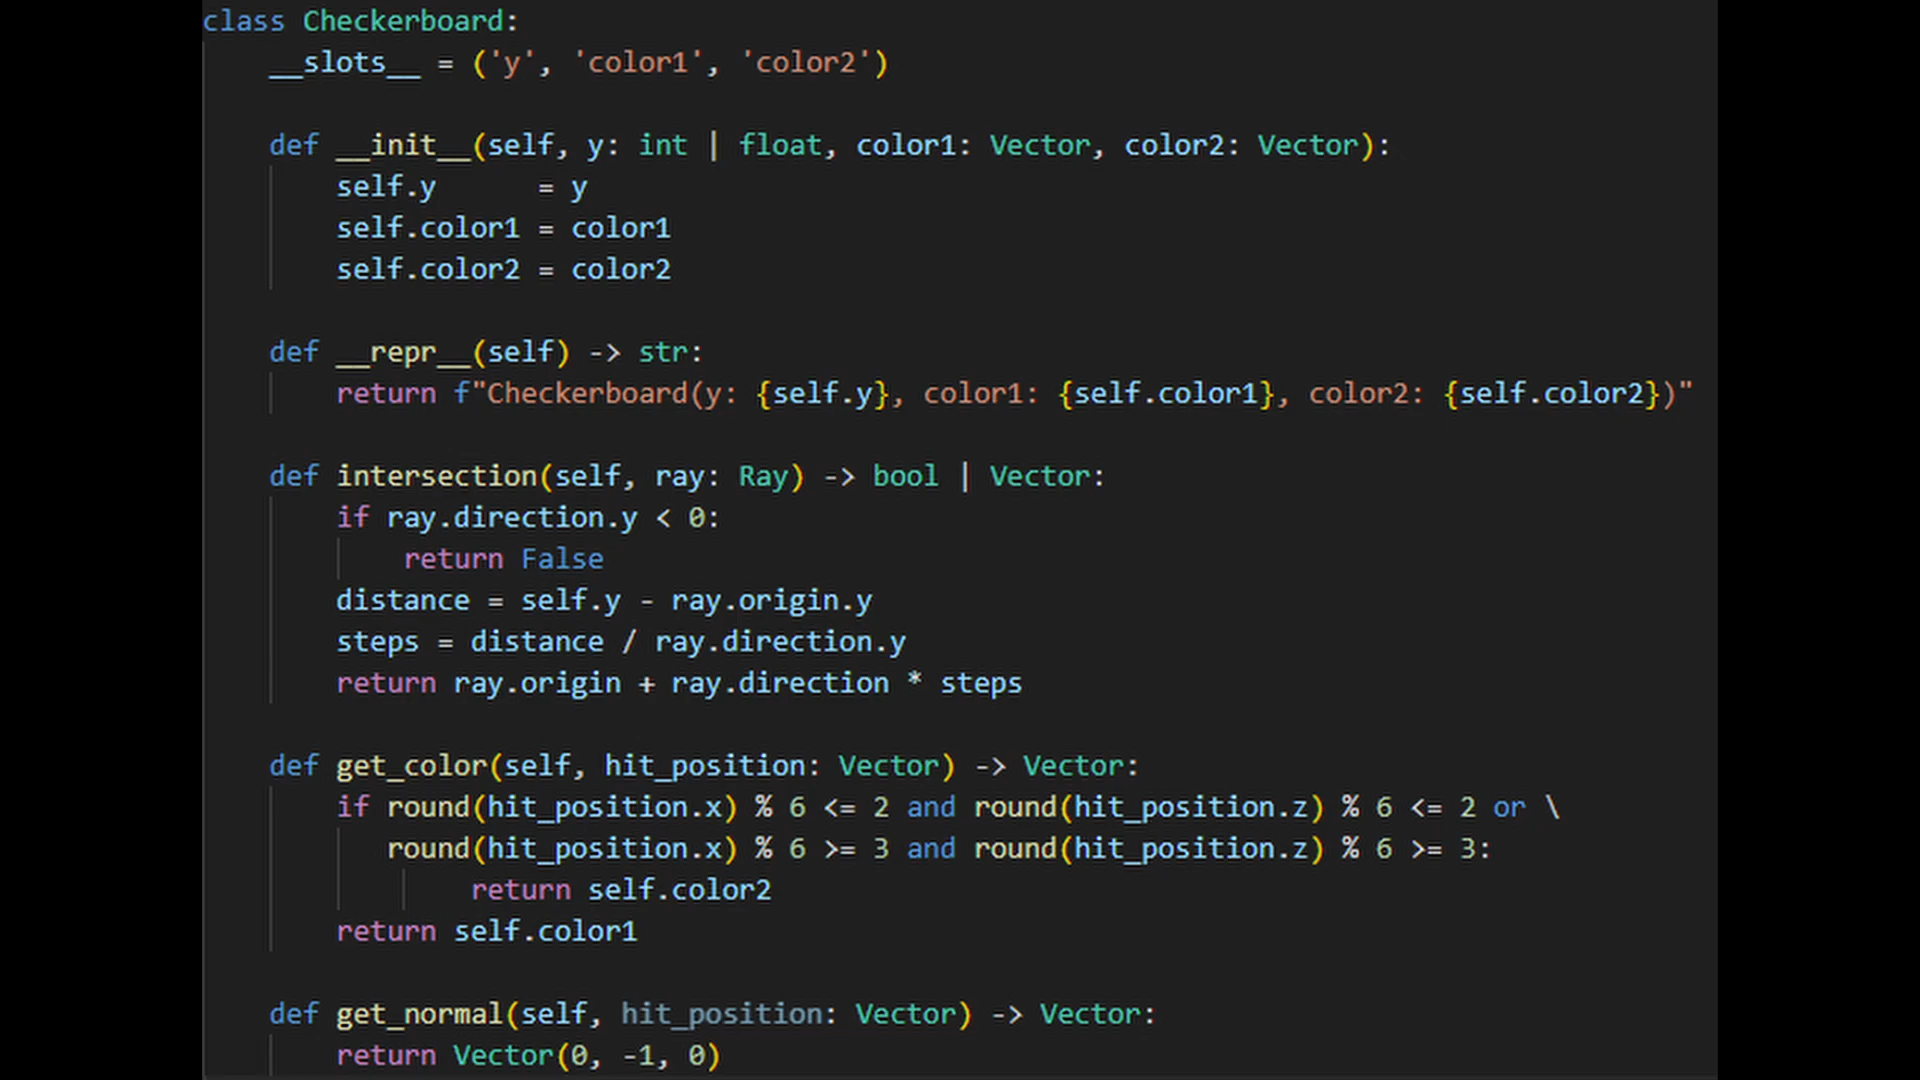 class Checkerboard:
    __slots__ = ('y', 'color1', 'color2')

    def __init__(self, y: int | float, color1: Vector, color2: Vector):
        self.y      = y
        self.color1 = color1
        self.color2 = color2

    def __repr__(self) -> str:
        return f"Checkerboard(y: {self.y}, color1: {self.color1}, color2: {self.color2})"

    def intersection(self, ray: Ray) -> bool | Vector:
        if ray.direction.y < 0:
            return False
        distance = self.y - ray.origin.y
        steps = distance / ray.direction.y
        return ray.origin + ray.direction * steps

    def get_color(self, hit_position: Vector) -> Vector:
        if round(hit_position.x) % 6 <= 2 and round(hit_position.z) % 6 <= 2 or \
           round(hit_position.x) % 6 >= 3 and round(hit_position.z) % 6 >= 3:
                return self.color2
        return self.color1

    def get_normal(self, hit_position: Vector) -> Vector:
        return Vector(0, -1, 0)